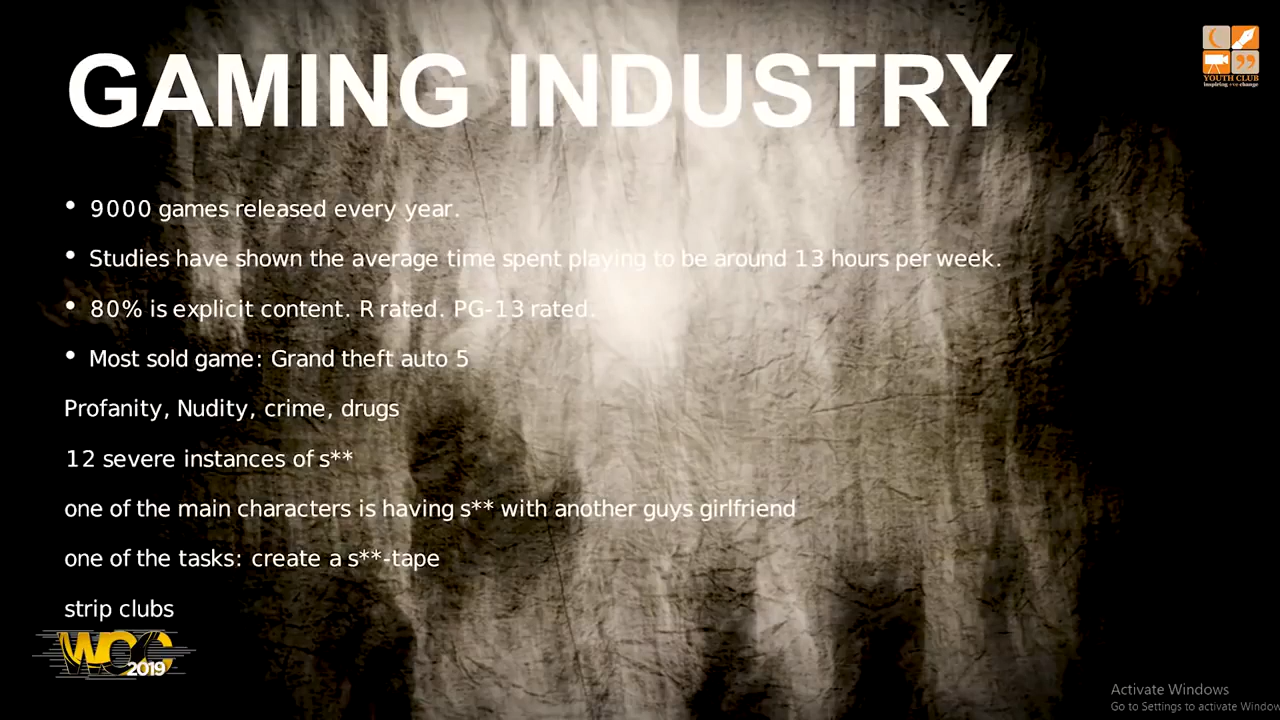 GAMING INDUSTRY
YOUTH CLUB
• 9000 games released every year.
• Studies have shown the average time spent playing to be around 13 hours per week.
• 80% is explicit content. R rated. PG-13 rated.
• Most sold game: Grand theft auto 5
Profanity, Nudity, crime, drugs
12 severe instances of s**
one of the main characters is having s** with another guys girlfriend
one of the tasks: create a s**-tape
strip clubs
2019
Activate Windows
Go to Settings to activate Window